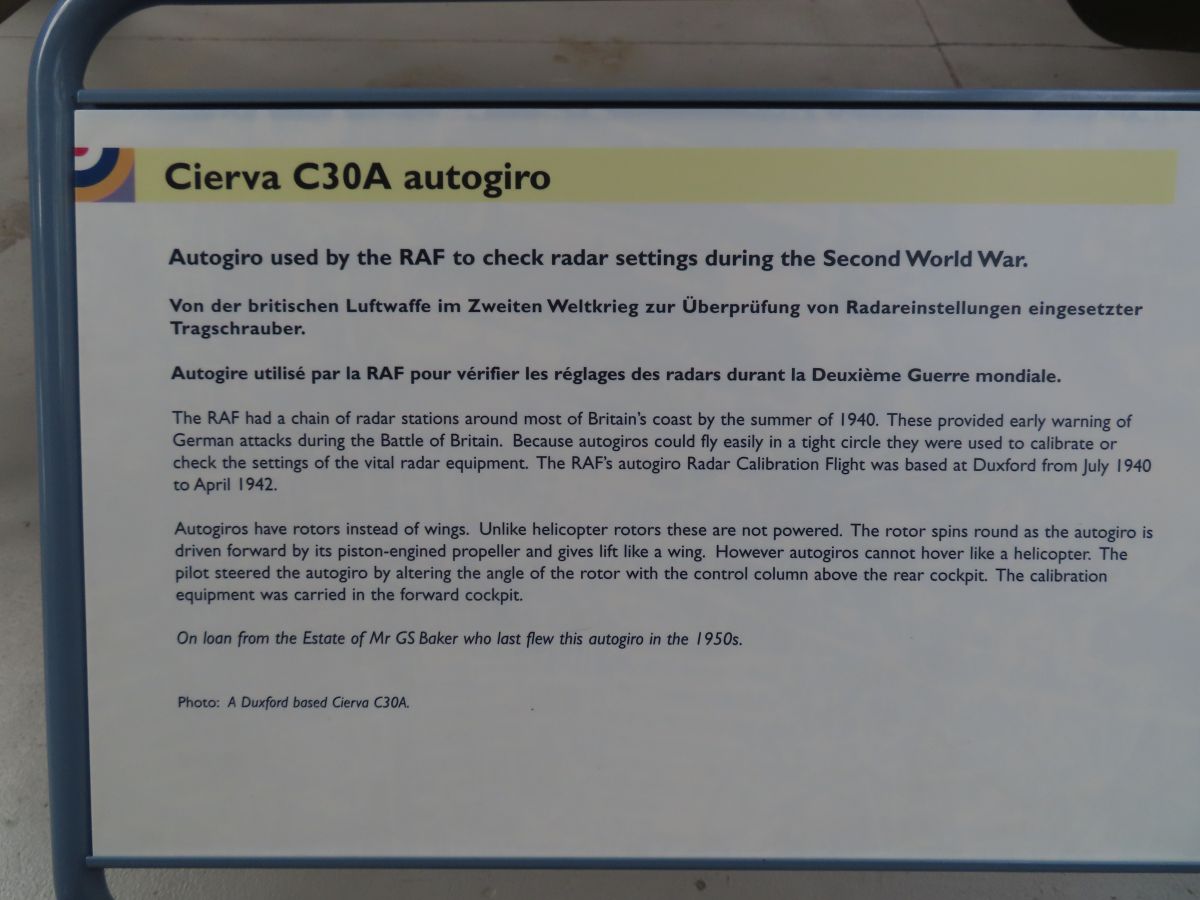 Cierva C30A autogiro
Autogiro used by the RAF to check radar settings during the Second World War.
Von der britischen Luftwaffe im Zweiten Weltkrieg zur Überprüfung von Radareinstellungen eingesetzter
Tragschrauber.
Autogire utilisé par la RAF pour vérifier les réglages des radars durant la Deuxième Guerre mondiale.
The RAF had a chain of radar stations around most of Britain's coast by the summer of 1940. These provided early warning of
German attacks during the Battle of Britain. Because autogiros could fly easily in a tight circle they were used to calibrate or
check the settings of the vital radar equipment. The RAF's autogiro Radar Calibration Flight was based at Duxford from July 1940
to April 1942.
Autogiros have rotors instead of wings. Unlike helicopter rotors these are not powered. The rotor spins round as the autogiro is
driven forward by its piston-engined propeller and gives lift like a wing. However autogiros cannot hover like a helicopter. The
pilot steered the autogiro by altering the angle of the rotor with the control column above the rear cockpit. The calibration
equipment was carried in the forward cockpit.
On loan from the Estate of Mr GS Baker who last flew this autogiro in the 1950s.
Photo: A Duxford based Cierva C30A.